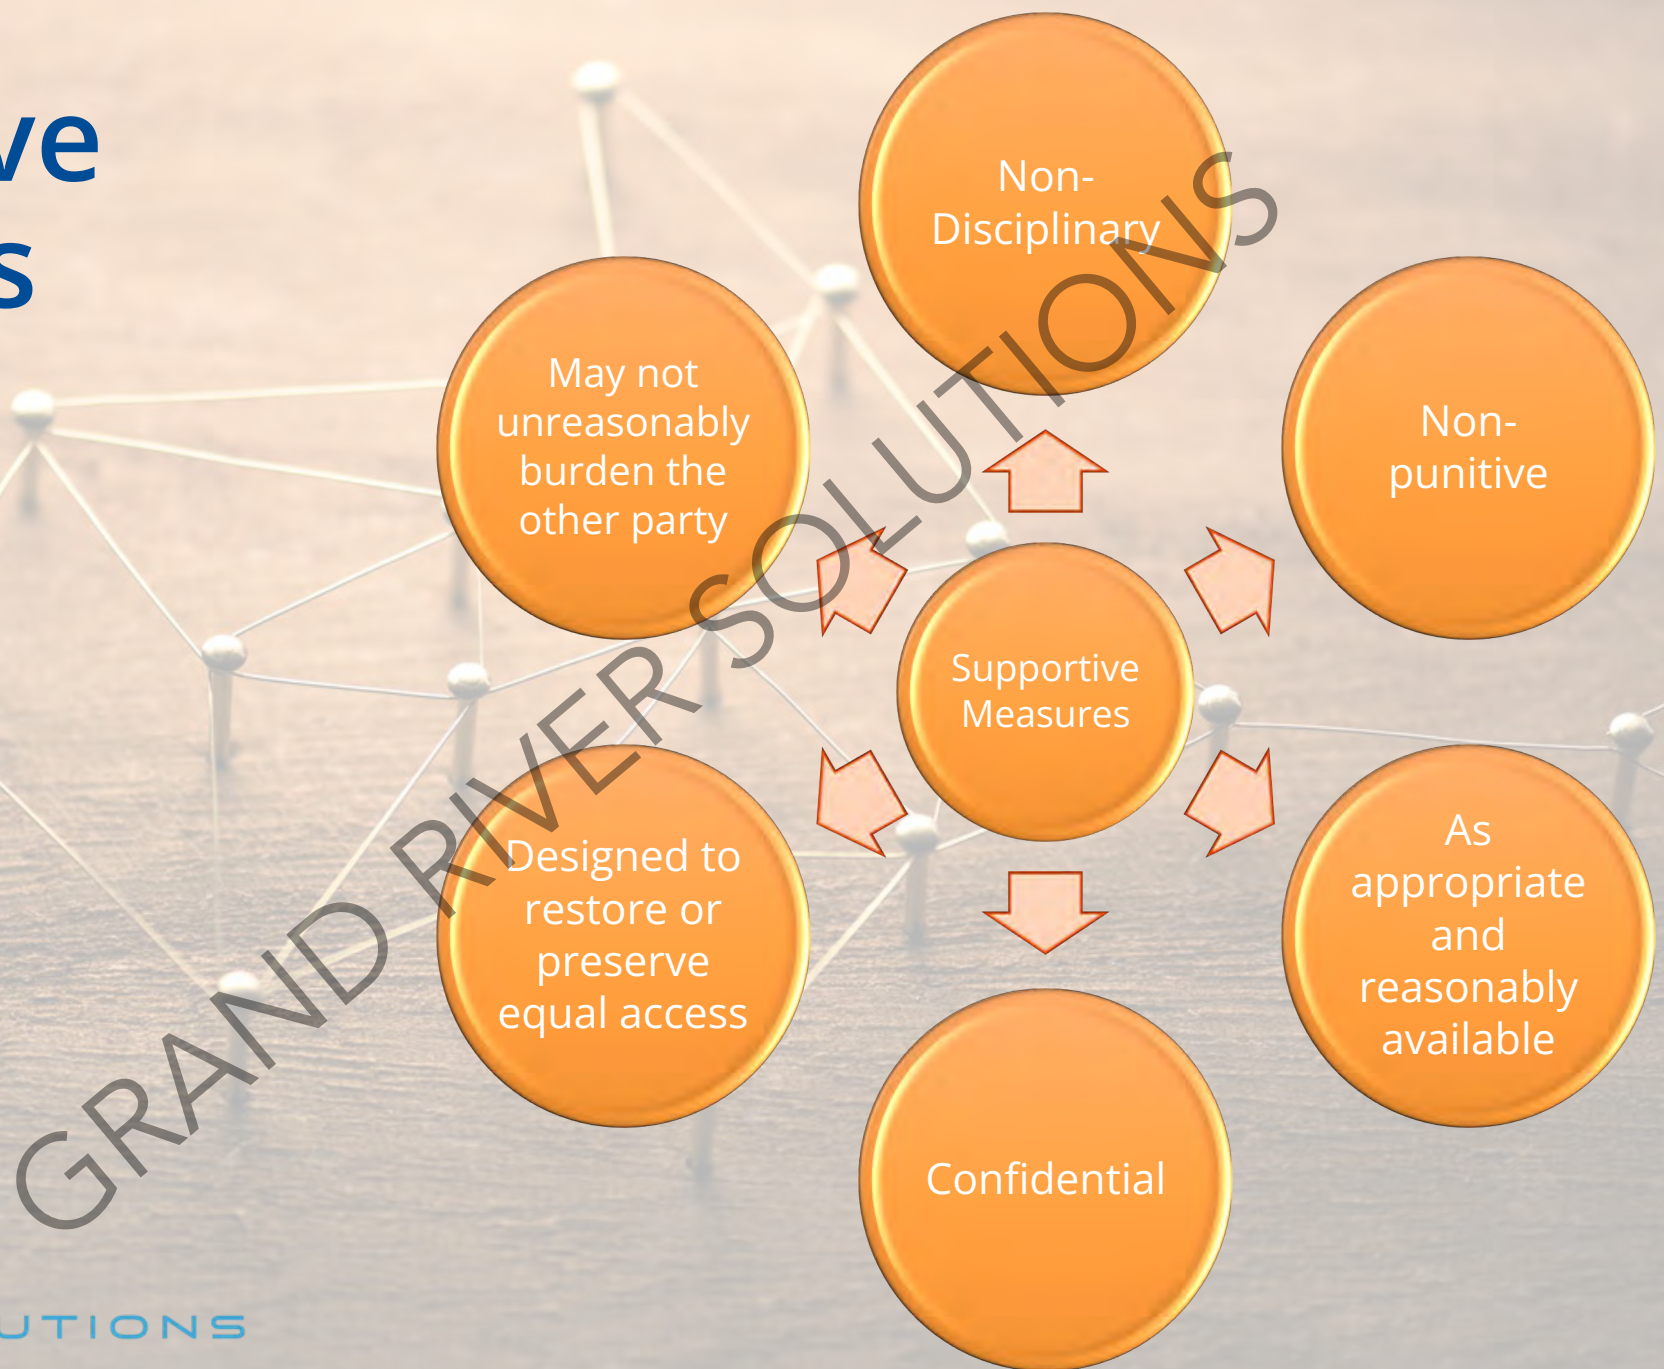 ve
s
Non-
Disciplinary
Non-
punitive
As
appropriate
and
reasonably
available
Confidential
Designed to
restore or
preserve
equal access
May not
unreasonably
burden the
other party
Supportive
Measures
GRAND RIVER SOLUTIONS
UTIONS